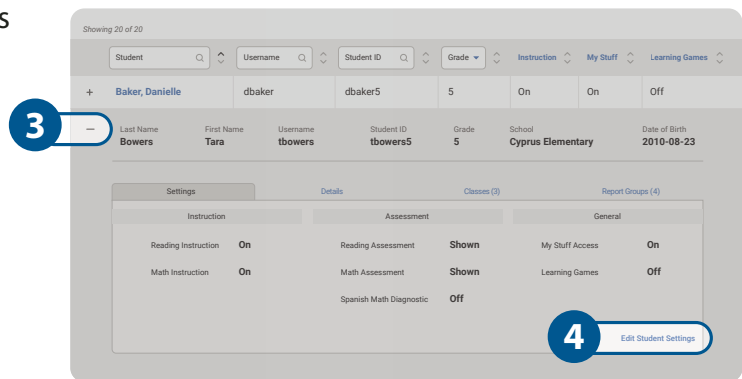 s
Showing 20 of 20
Student Username Student ID Grade Instruction My Stuff Learning Games
+ Baker, Danielle dbaker dbaker5 5 On On Off
3
− Last Name First Name Username Student ID Grade School Date of Birth
Bowers Tara tbowers tbowers5 5 Cyprus Elementary 2010-08-23
Settings Details Classes (3) Report Groups (4)
Instruction Assessment General
Reading Instruction On Reading Assessment Shown My Stuff Access On
Math Instruction On Math Assessment Shown Learning Games Off
Spanish Math Diagnostic Off
4 Edit Student Settings